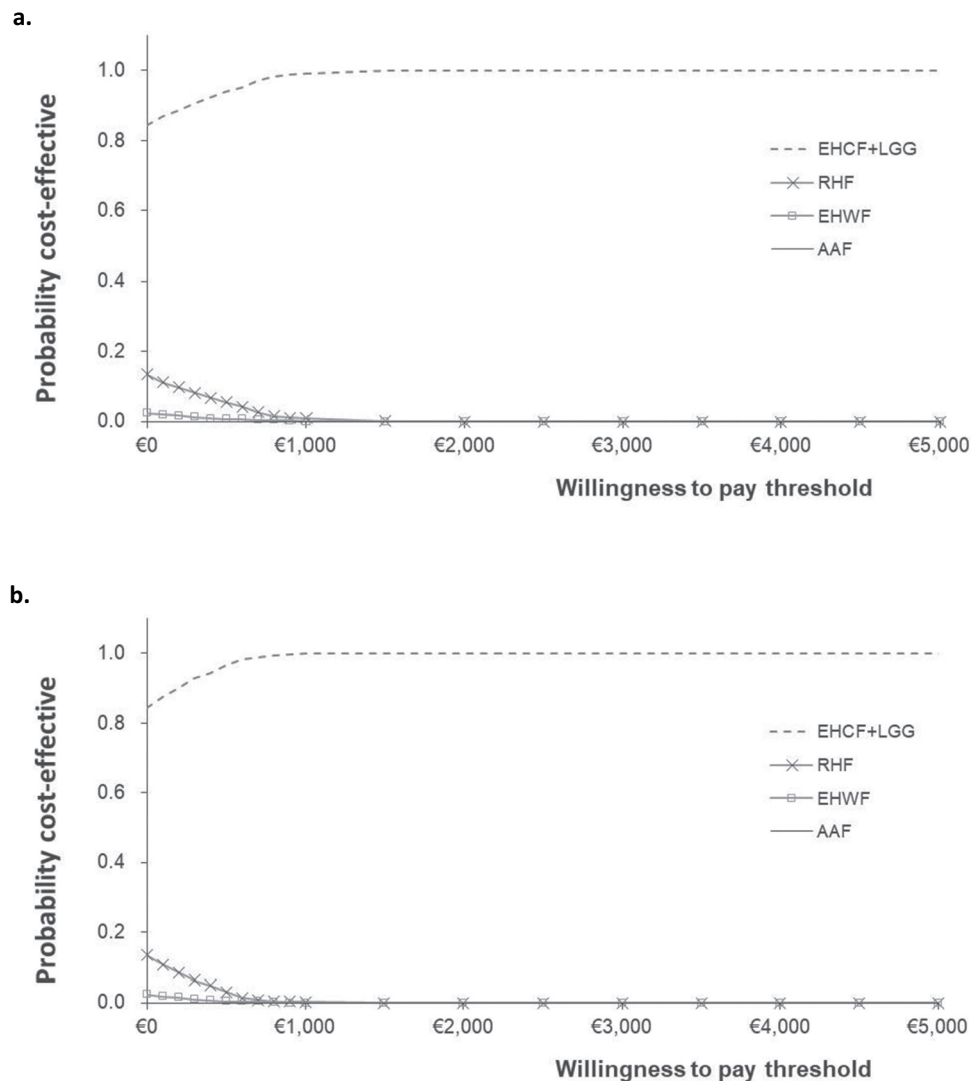 a.
Probability cost-effective
1.0
0.8
0.6
0.4
0.2
0.0
EHCF+LGG
RHF
EHWF
AAF
€0 €1,000 €2,000 €3,000 €4,000 €5,000
Willingness to pay threshold
b.
Probability cost-effective
1.0
0.8
0.6
0.4
0.2
0.0
EHCF+LGG
RHF
EHWF
AAF
€0 €1,000 €2,000 €3,000 €4,000 €5,000
Willingness to pay threshold